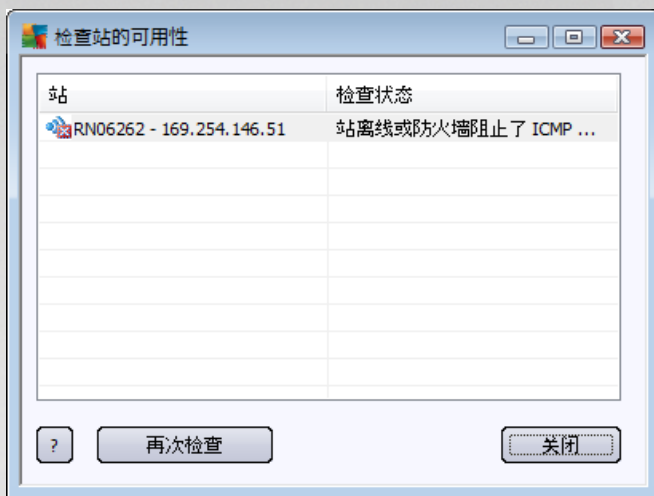 检查站的可用性
站 检查状态
RN06262 - 169.254.146.51 站离线或防火墙阻止了 ICMP ...
? 再次检查 关闭